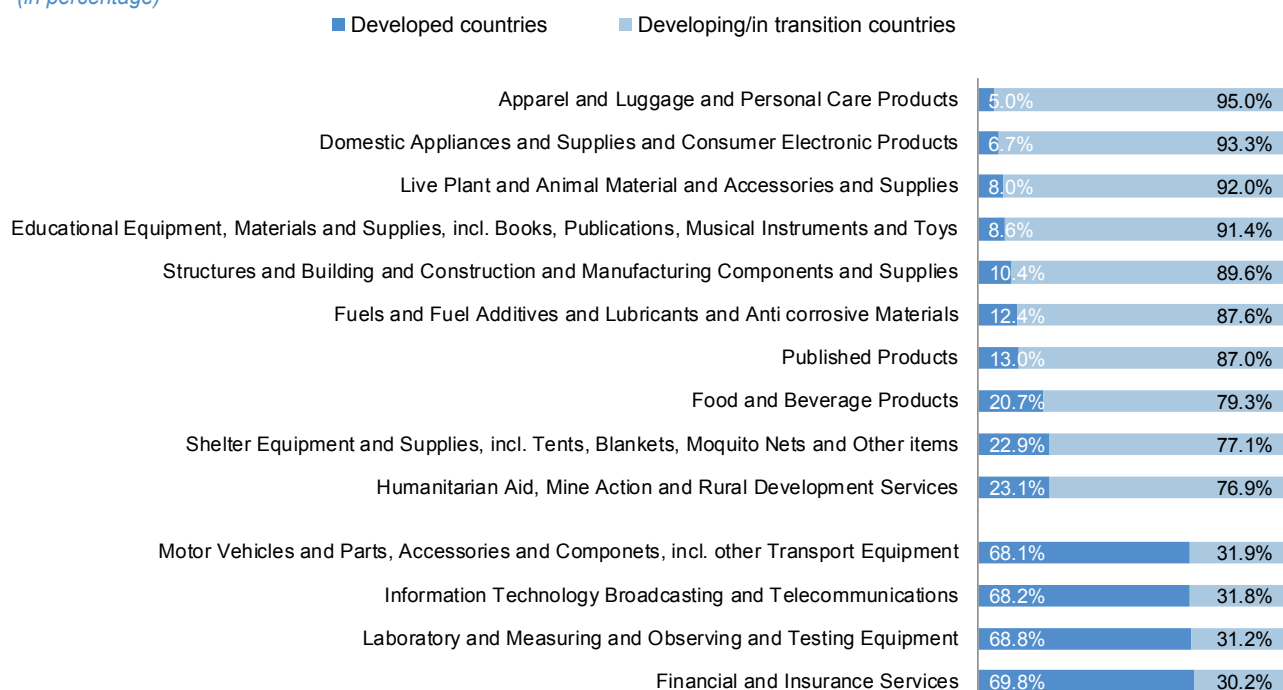 (in percentage)
Developed countries Developing/in transition countries
Apparel and Luggage and Personal Care Products 5.0% 95.0%
Domestic Appliances and Supplies and Consumer Electronic Products 6.7% 93.3%
Live Plant and Animal Material and Accessories and Supplies 8.0% 92.0%
Educational Equipment, Materials and Supplies, incl. Books, Publications, Musical Instruments and Toys 8.6% 91.4%
Structures and Building and Construction and Manufacturing Components and Supplies 10.4% 89.6%
Fuels and Fuel Additives and Lubricants and Anti corrosive Materials 12.4% 87.6%
Published Products 13.0% 87.0%
Food and Beverage Products 20.7% 79.3%
Shelter Equipment and Supplies, incl. Tents, Blankets, Moquito Nets and Other items 22.9% 77.1%
Humanitarian Aid, Mine Action and Rural Development Services 23.1% 76.9%
Motor Vehicles and Parts, Accessories and Componets, incl. other Transport Equipment 68.1% 31.9%
Information Technology Broadcasting and Telecommunications 68.2% 31.8%
Laboratory and Measuring and Observing and Testing Equipment 68.8% 31.2%
Financial and Insurance Services 69.8% 30.2%